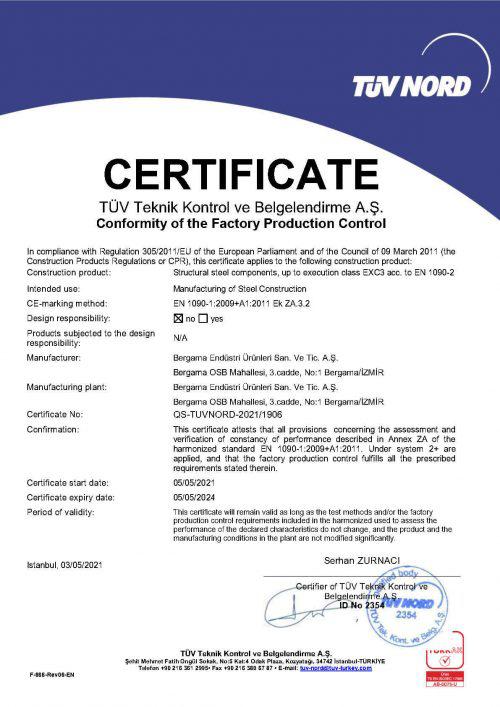 TÜV NORD
CERTIFICATE
TÜV Teknik Kontrol ve Belgelendirme A.Ş.
Conformity of the Factory Production Control
In compliance with Regulation 305/2011/EU of the European Parliament and of the Council of 09 March 2011 (the
Construction Products Regulations or CPR), this certificate applies to the following construction product:
Construction product: Structural steel components, up to execution class EXC3 acc. to EN 1090-2
Intended use: Manufacturing of Steel Construction
CE-marking method: EN 1090-1:2009+A1:2011 Ek ZA.3.2
Design responsibility: ☒ no ☐ yes
Products subjected to the design
responsibility: N/A
Manufacturer: Bergama Endüstri Ürünleri San. Ve Tic. A.Ş.
Bergama OSB Mahallesi, 3.cadde, No:1 Bergama/İZMİR
Manufacturing plant: Bergama Endüstri Ürünleri San. Ve Tic. A.Ş.
Bergama OSB Mahallesi, 3.cadde, No:1 Bergama/İZMİR
Certificate No: QS-TUVNORD-2021/1906
Confirmation: This certificate attests that all provisions concerning the assessment and
verification of constancy of performance described in Annex ZA of the
harmonized standard EN 1090-1:2009+A1:2011. Under system 2+ are
applied, and that the factory production control fulfills all the prescribed
requirements stated therein.
Certificate start date: 05/05/2021
Certificate expiry date: 05/05/2024
Period of validity: This certificate will remain valid as long as the test methods and/or the factory
production control requirements included in the harmonized used to assess the
performance of the declared characteristics do not change, and the product and the
manufacturing conditions in the plant are not modified significantly.
Istanbul, 03/05/2021
Serhan ZURNACI
Certifier of TÜV Teknik Kontrol ve
Belgelendirme A.Ş.
ID No 2354
notified body
TÜV NORD
2354
TÜV Tek. Kont. ve Belg. A.Ş.
TÜV Teknik Kontrol ve Belgelendirme A.Ş.
Şehit Mehmet Fatih Öngül Sokak, No:5 Kat:4 Odak Plaza, Kozyatağı, 34742 İstanbul-TÜRKİYE
Telefon +90 216 361 2995• Fax +90 216 386 67 87 • E-mail: tuv-nord@tuv-turkey.com
F-868-Rev06-EN
TÜRKAK